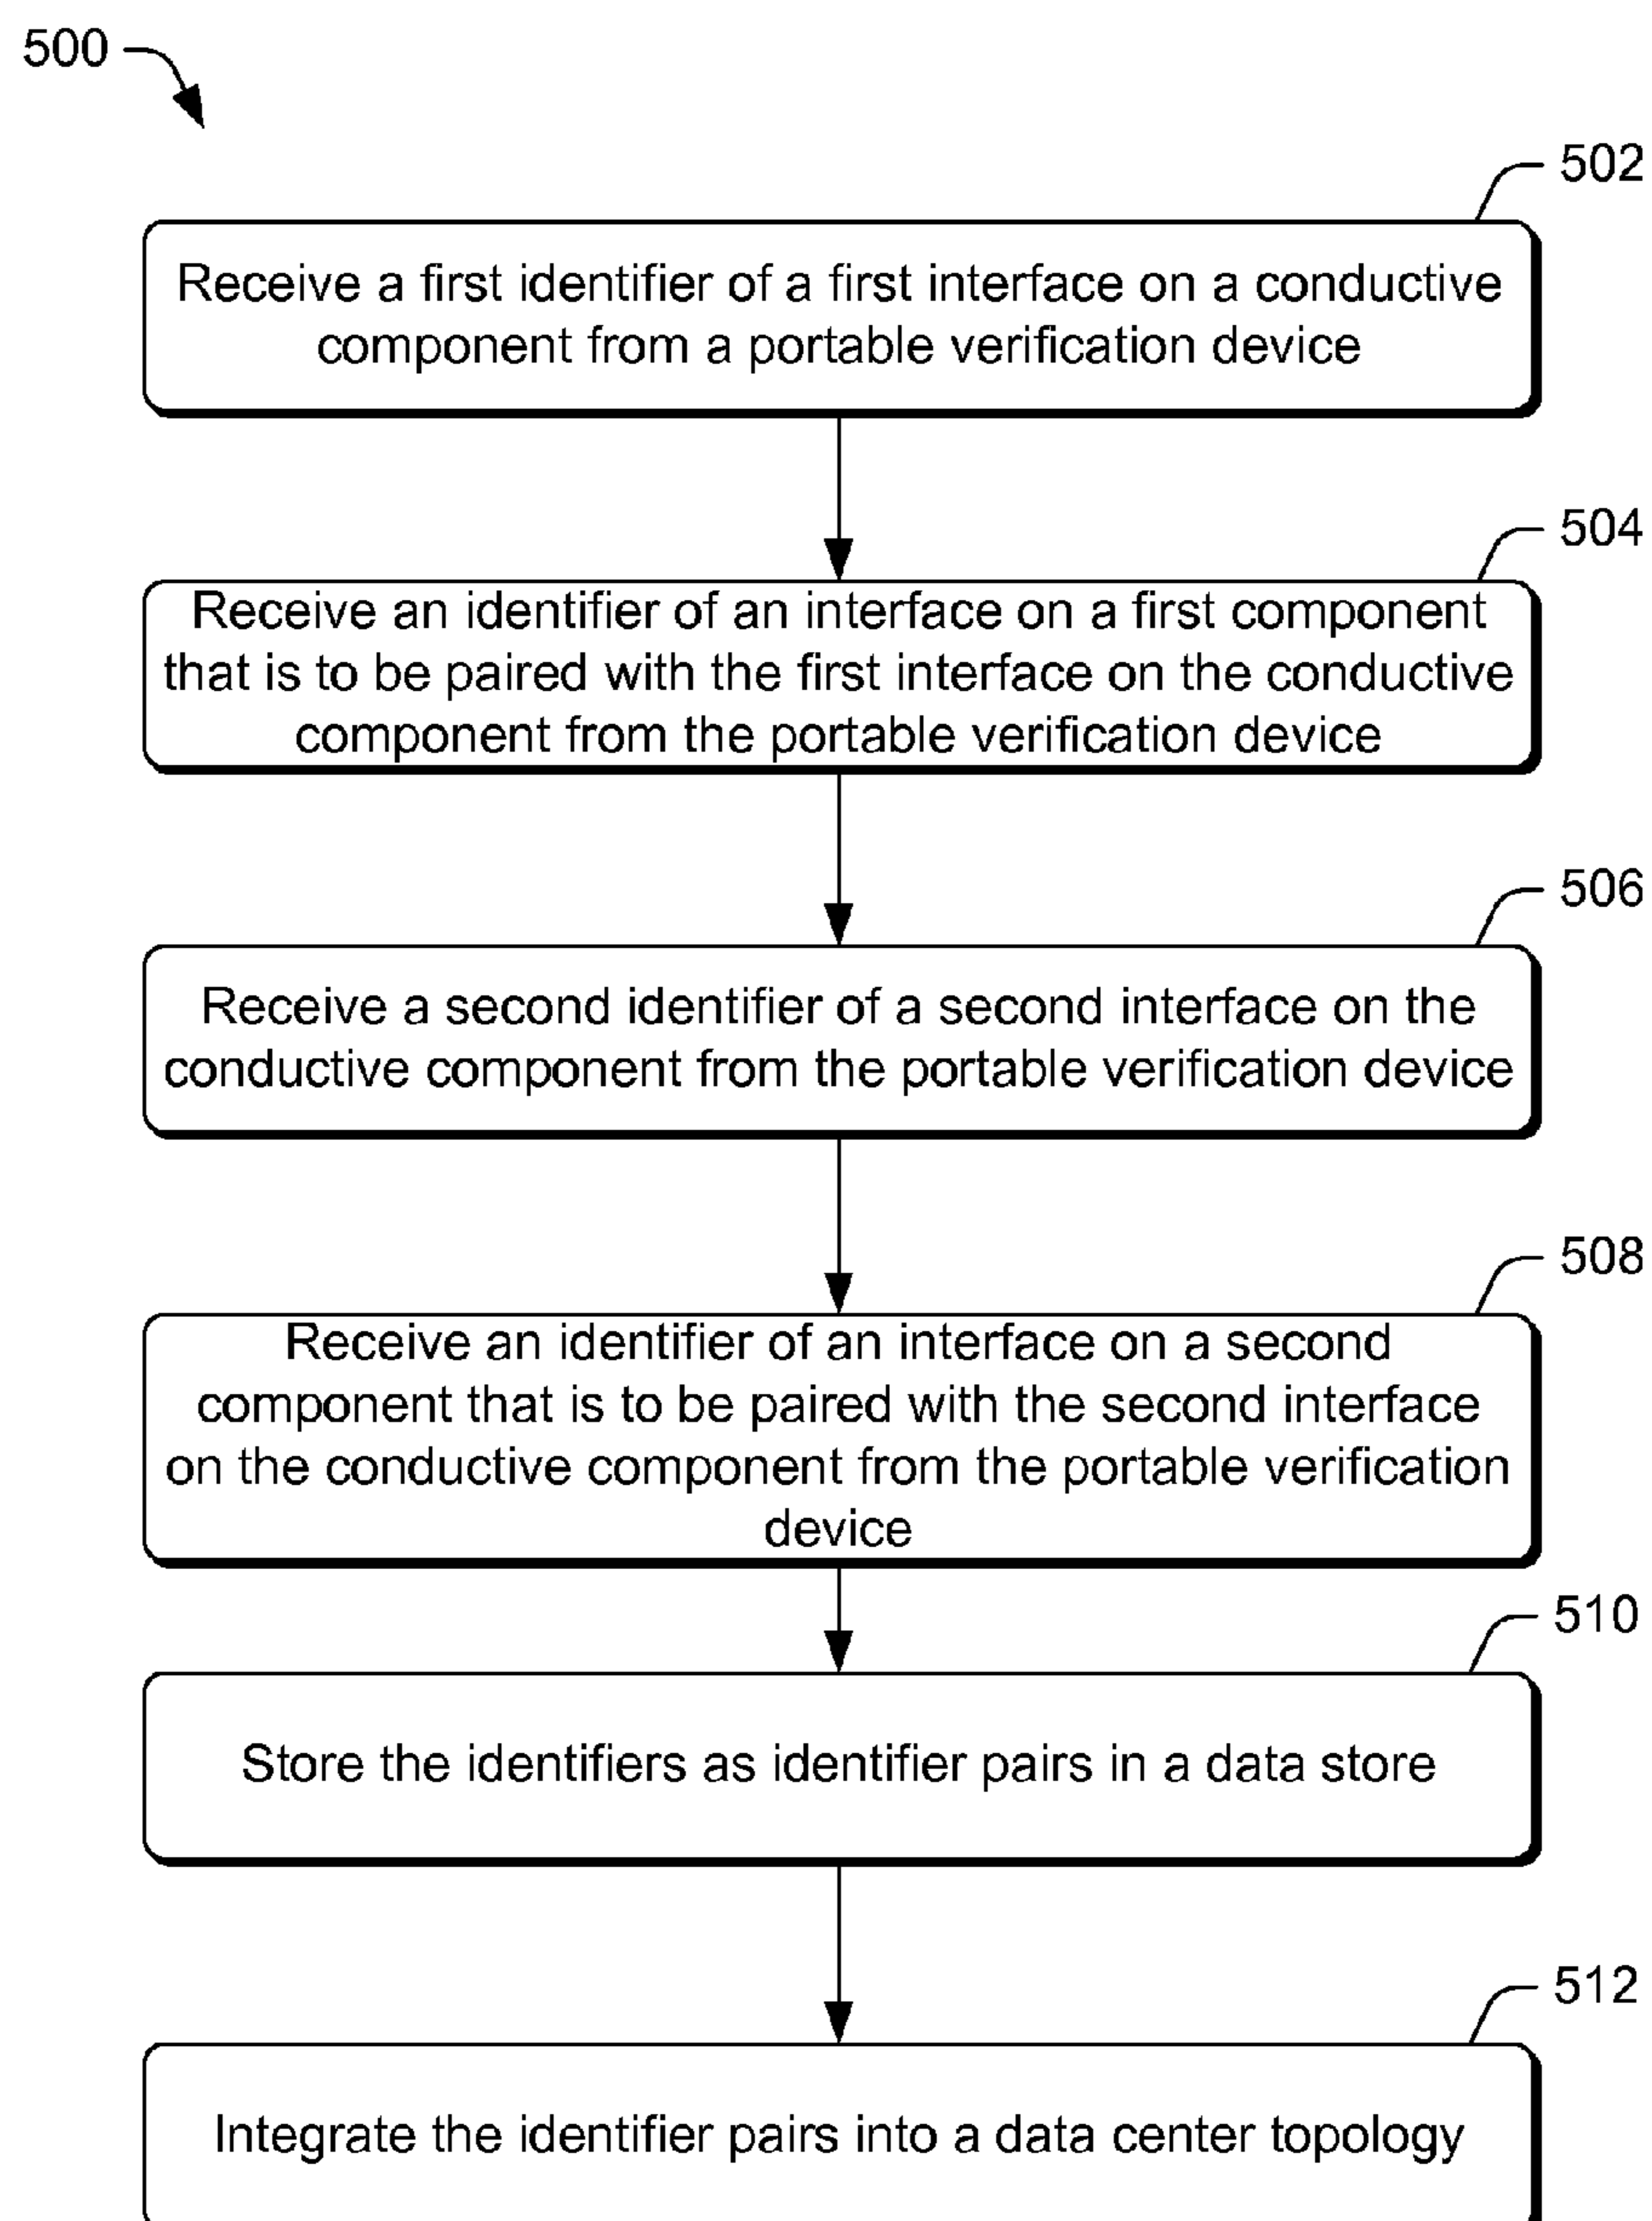 500
502
Receive a first identifier of a first interface on a conductive
component from a portable verification device
504
Receive an identifier of an interface on a first component
that is to be paired with the first interface on the conductive
component from the portable verification device
506
Receive a second identifier of a second interface on the
conductive component from the portable verification device
508
Receive an identifier of an interface on a second
component that is to be paired with the second interface
on the conductive component from the portable verification
device
510
Store the identifiers as identifier pairs in a data store
512
Integrate the identifier pairs into a data center topology